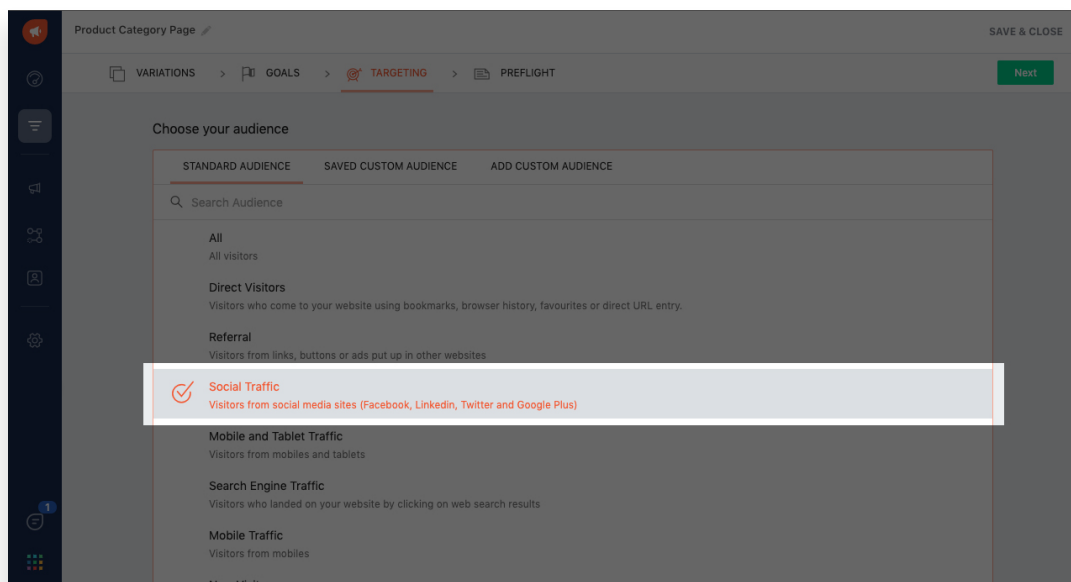 Product Category Page
SAVE & CLOSE
VARIATIONS > GOALS > TARGETING > PREFLIGHT
Next
Choose your audience
STANDARD AUDIENCE SAVED CUSTOM AUDIENCE ADD CUSTOM AUDIENCE
Search Audience
All
All visitors
Direct Visitors
Visitors who come to your website using bookmarks, browser history, favourites or direct URL entry.
Referral
Visitors from links, buttons or ads put up in other websites
Social Traffic
Visitors from social media sites (Facebook, Linkedin, Twitter and Google Plus)
Mobile and Tablet Traffic
Visitors from mobiles and tablets
Search Engine Traffic
Visitors who landed on your website by clicking on web search results
1
Mobile Traffic
Visitors from mobiles